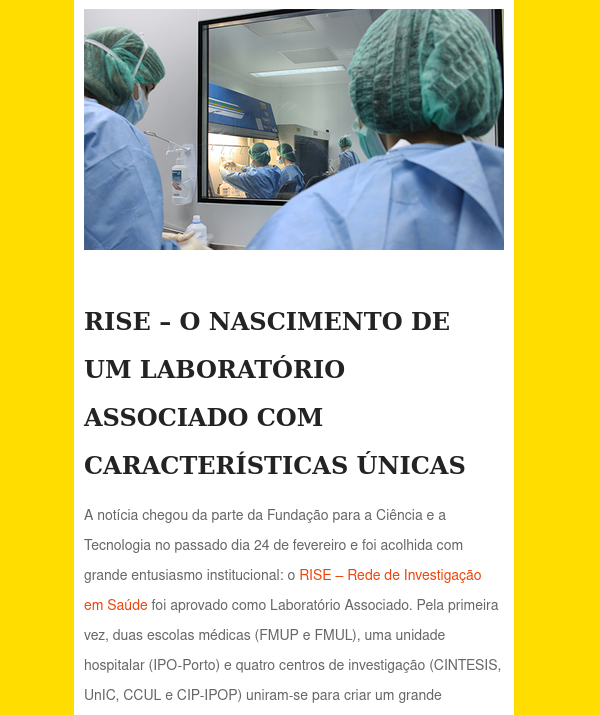 RISE – O NASCIMENTO DE
UM LABORATÓRIO
ASSOCIADO COM
CARACTERÍSTICAS ÚNICAS
A notícia chegou da parte da Fundação para a Ciência e a
Tecnologia no passado dia 24 de fevereiro e foi acolhida com
grande entusiasmo institucional: o RISE – Rede de Investigação
em Saúde foi aprovado como Laboratório Associado. Pela primeira
vez, duas escolas médicas (FMUP e FMUL), uma unidade
hospitalar (IPO-Porto) e quatro centros de investigação (CINTESIS,
UnIC, CCUL e CIP-IPOP) uniram-se para criar um grande